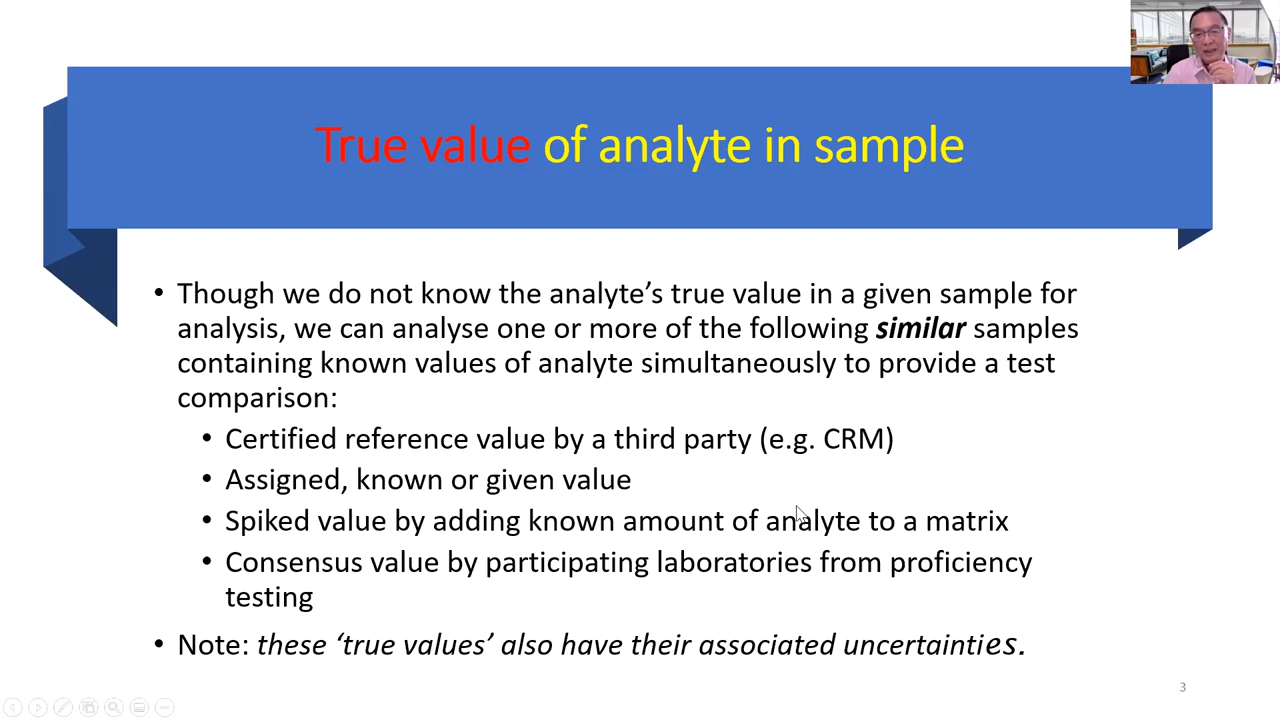 True value of analyte in sample
• Though we do not know the analyte’s true value in a given sample for
analysis, we can analyse one or more of the following similar samples
containing known values of analyte simultaneously to provide a test
comparison:
• Certified reference value by a third party (e.g. CRM)
• Assigned, known or given value
• Spiked value by adding known amount of analyte to a matrix
• Consensus value by participating laboratories from proficiency
testing
• Note: these ‘true values’ also have their associated uncertainties.
3